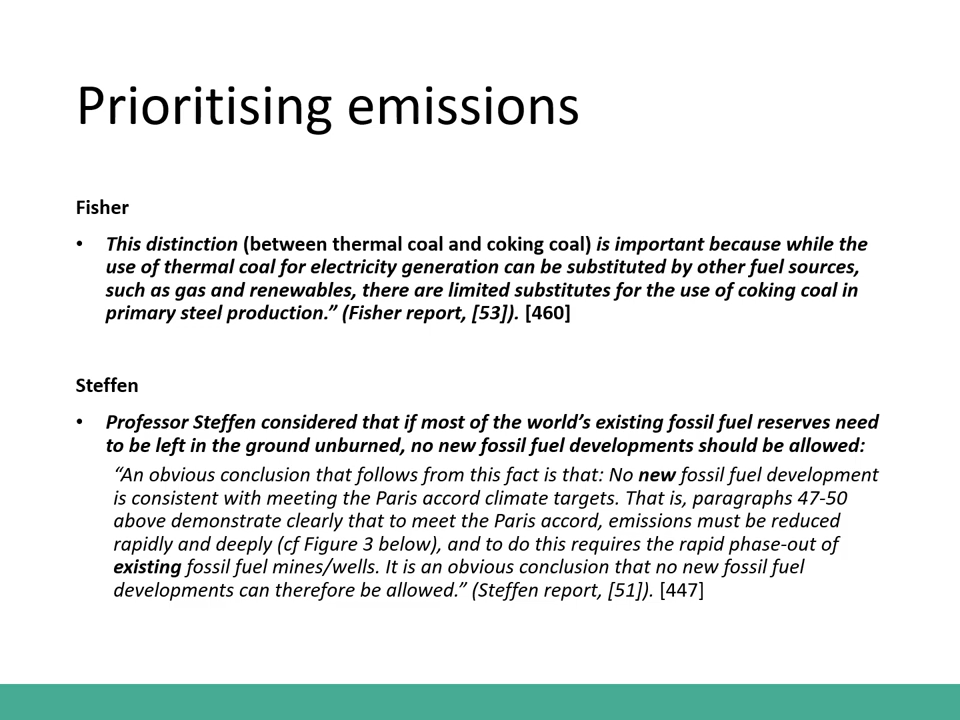 Prioritising emissions
Fisher
• This distinction (between thermal coal and coking coal) is important because while the
use of thermal coal for electricity generation can be substituted by other fuel sources,
such as gas and renewables, there are limited substitutes for the use of coking coal in
primary steel production.” (Fisher report, [53]). [460]
Steffen
• Professor Steffen considered that if most of the world’s existing fossil fuel reserves need
to be left in the ground unburned, no new fossil fuel developments should be allowed:
“An obvious conclusion that follows from this fact is that: No new fossil fuel development
is consistent with meeting the Paris accord climate targets. That is, paragraphs 47-50
above demonstrate clearly that to meet the Paris accord, emissions must be reduced
rapidly and deeply (cf Figure 3 below), and to do this requires the rapid phase-out of
existing fossil fuel mines/wells. It is an obvious conclusion that no new fossil fuel
developments can therefore be allowed.” (Steffen report, [51]). [447]